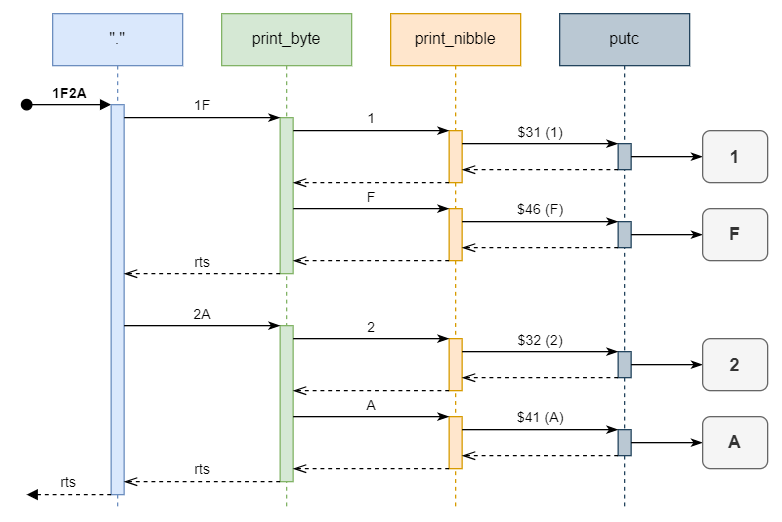 "."
print_byte
print_nibble
putc
1F2A
1F
1
$31 (1)
1
F
$46 (F)
F
rts
2A
2
$32 (2)
2
A
$41 (A)
A
rts
rts